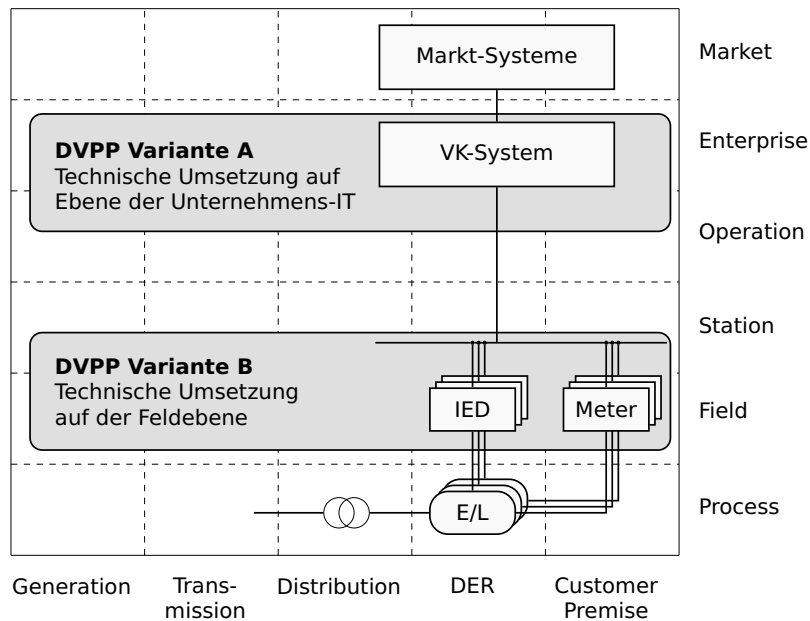 Markt-Systeme
Market
DVPP Variante A
Technische Umsetzung auf
Ebene der Unternehmens-IT
VK-System
Enterprise
Operation
Station
DVPP Variante B
Technische Umsetzung
auf der Feldebene
IED
Meter
Field
E/L
Process
Generation
Trans-
mission
Distribution
DER
Customer
Premise